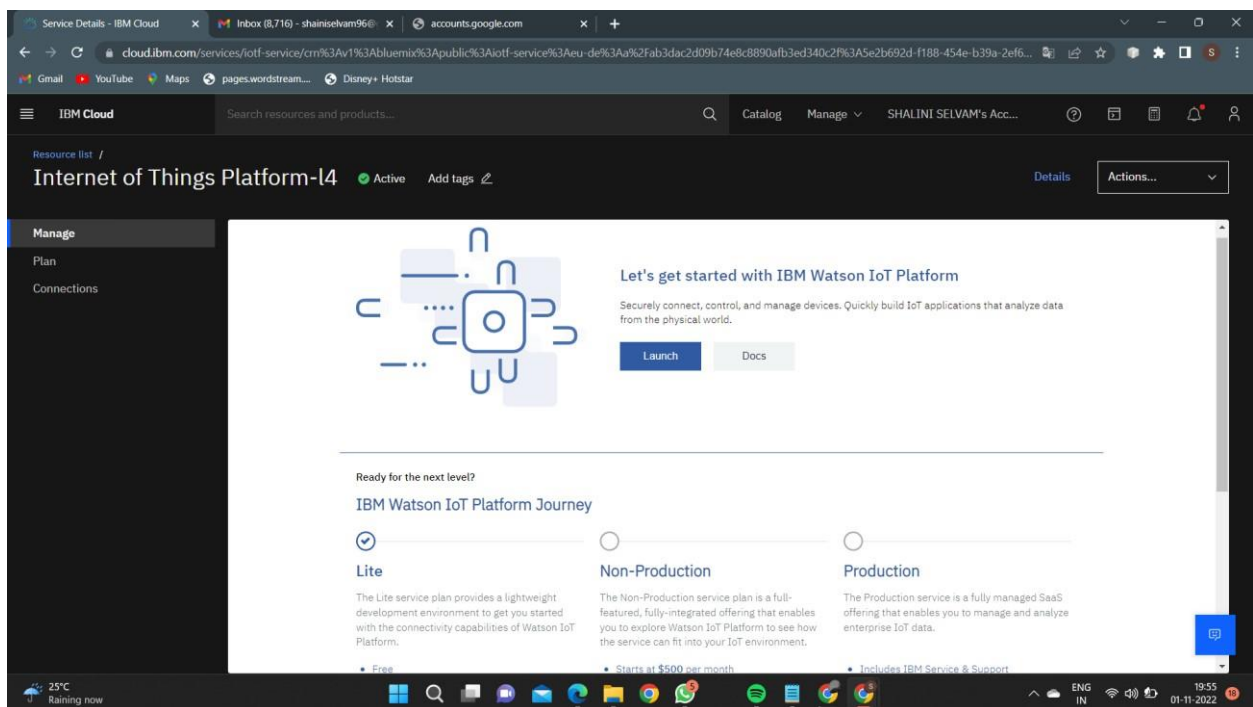 Service Details - IBM Cloud
Inbox (8,716) - shainiselvam96@
accounts.google.com
cloud.ibm.com/services/iotf-service/crn%3Av1%3Abluemix%3Apublic%3Aiotf-service%3Aeu-de%3Aa%2Fab3dac2d09b74e8c8890afb3ed340c2f%3A5e2b692d-f188-454e-b39a-2ef6...
S
Gmail
YouTube
Maps
pages.wordstream....
Disney+ Hotstar
IBM Cloud
Search resources and products...
Catalog
Manage
SHALINI SELVAM's Acc...
Resource list /
Internet of Things Platform-l4
Active
Add tags
Details
Actions...
Manage
Plan
Connections
Let's get started with IBM Watson IoT Platform
Securely connect, control, and manage devices. Quickly build IoT applications that analyze data
from the physical world.
Launch
Docs
Ready for the next level?
IBM Watson IoT Platform Journey
Lite
The Lite service plan provides a lightweight
development environment to get you started
with the connectivity capabilities of Watson IoT
Platform.
• Free
Non-Production
The Non-Production service plan is a full-
featured, fully-integrated offering that enables
you to explore Watson IoT Platform to see how
the service can fit into your IoT environment.
• Starts at $500 per month
Production
The Production service is a fully managed SaaS
offering that enables you to manage and analyze
enterprise IoT data.
• Includes IBM Service & Support
25°C
Raining now
5
S
ENG
IN
19:55
01-11-2022
18